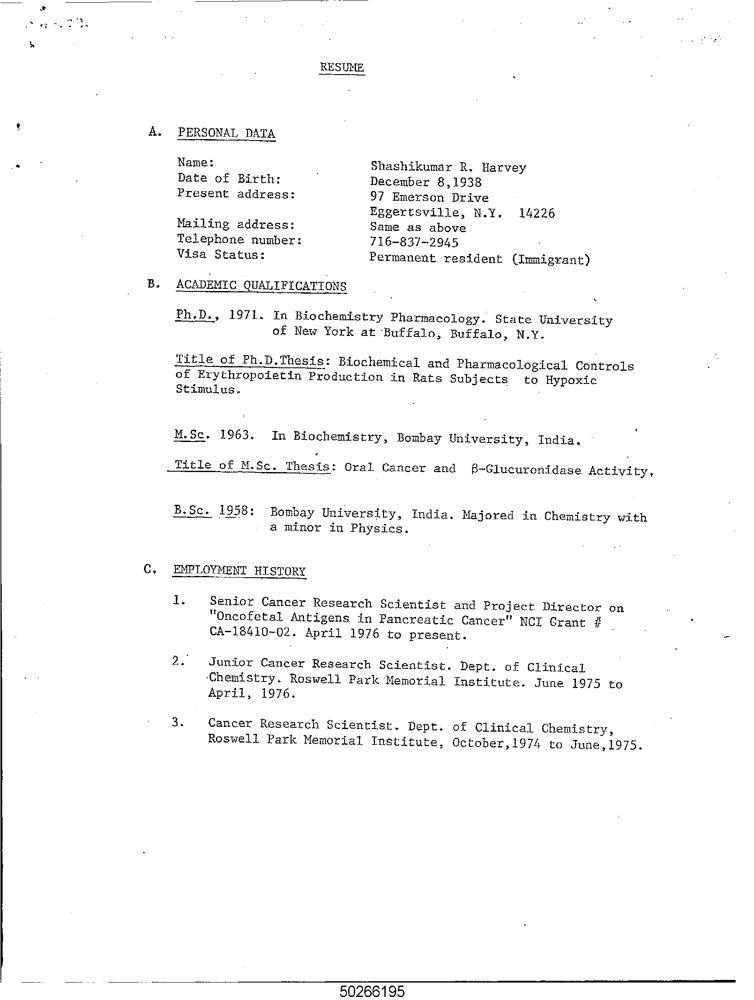 RESUME
A. PERSONAL DATA
Name: Shashikumar R. Harvey
Date of Birth: December 8,1938
Present address: 97 Emerson Drive
Eggertsville, N.Y. 14226
Mailing address: Same as above
Telephone number: 716-837-2945
Visa Status: Permanent resident (Immigrant)
B. ACADEMIC QUALIFICATIONS
Ph.D., 1971. In Biochemistry Pharmacology. State University
of New York at Buffalo, Buffalo, N.Y.
Title of Ph.D.Thesis: Biochemical and Pharmacological Controls
of Erythropoietin Production in Rats Subjects to Hypoxic
Stimulus.
M.Sc. 1963. In Biochemistry, Bombay University, India.
Title of M.Sc. Thesis: Oral Cancer and β-Glucuronidase Activity.
B.Sc. 1958: Bombay University, India. Majored in Chemistry with
a minor in Physics.
C. EMPLOYMENT HISTORY
1. Senior Cancer Research Scientist and Project Director on
"Oncofetal Antigens in Pancreatic Cancer" NCI Grant #
CA-18410-02. April 1976 to present.
2. Junior Cancer Research Scientist. Dept. of Clinical
Chemistry. Roswell Park Memorial Institute. June 1975 to
April, 1976.
3. Cancer Research Scientist. Dept. of Clinical Chemistry,
Roswell Park Memorial Institute, October,1974 to June,1975.
50266195